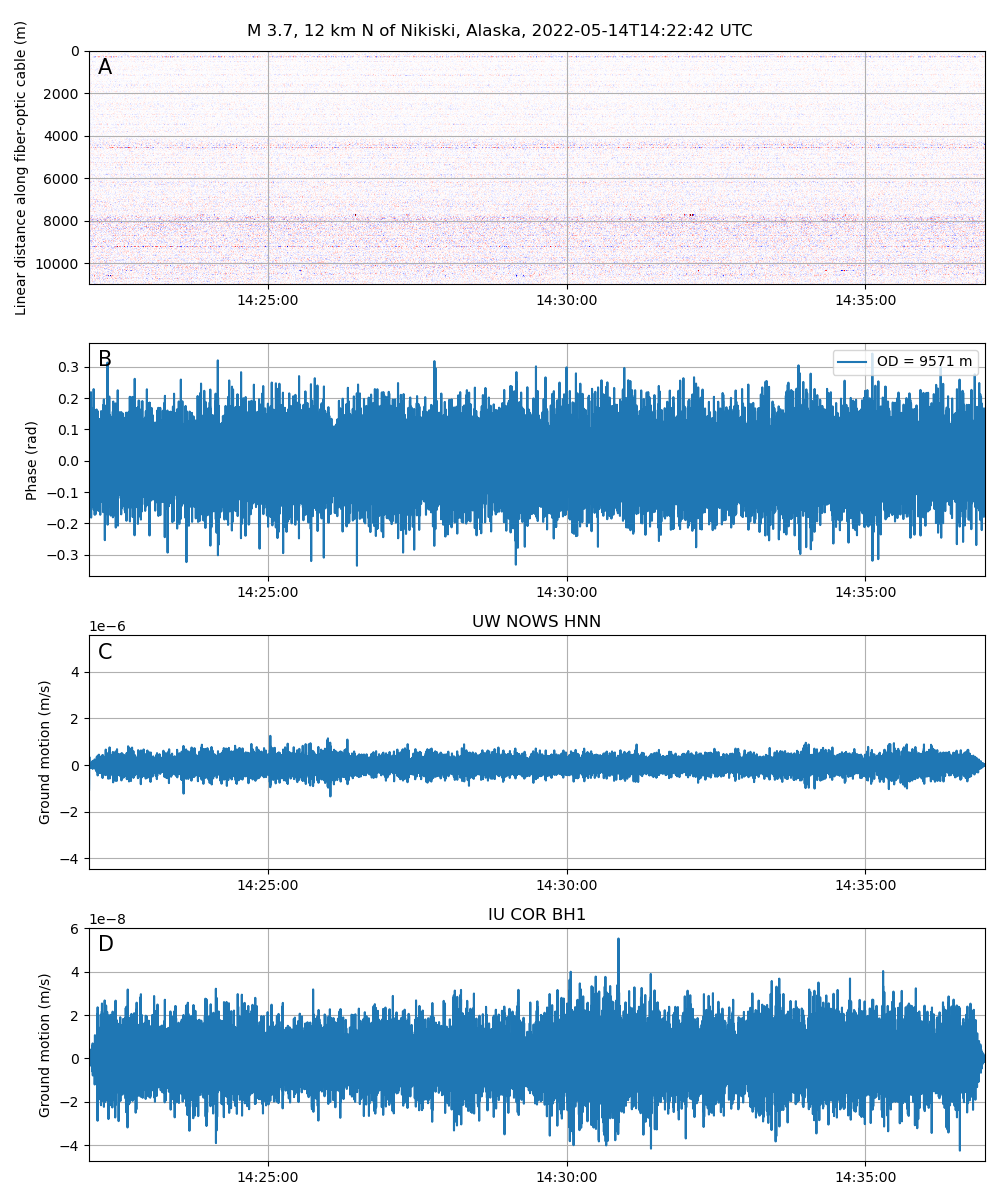 M 3.7, 12 km N of Nikiski, Alaska, 2022-05-14T14:22:42 UTC
A
Linear distance along fiber-optic cable (m)
0
2000
4000
6000
8000
10000
14:25:00 14:30:00 14:35:00
B
OD = 9571 m
Phase (rad)
0.3
0.2
0.1
0.0
−0.1
−0.2
−0.3
14:25:00 14:30:00 14:35:00
UW NOWS HNN
1e−6
C
Ground motion (m/s)
4
2
0
−2
−4
14:25:00 14:30:00 14:35:00
IU COR BH1
1e−8
D
Ground motion (m/s)
6
4
2
0
−2
−4
14:25:00 14:30:00 14:35:00